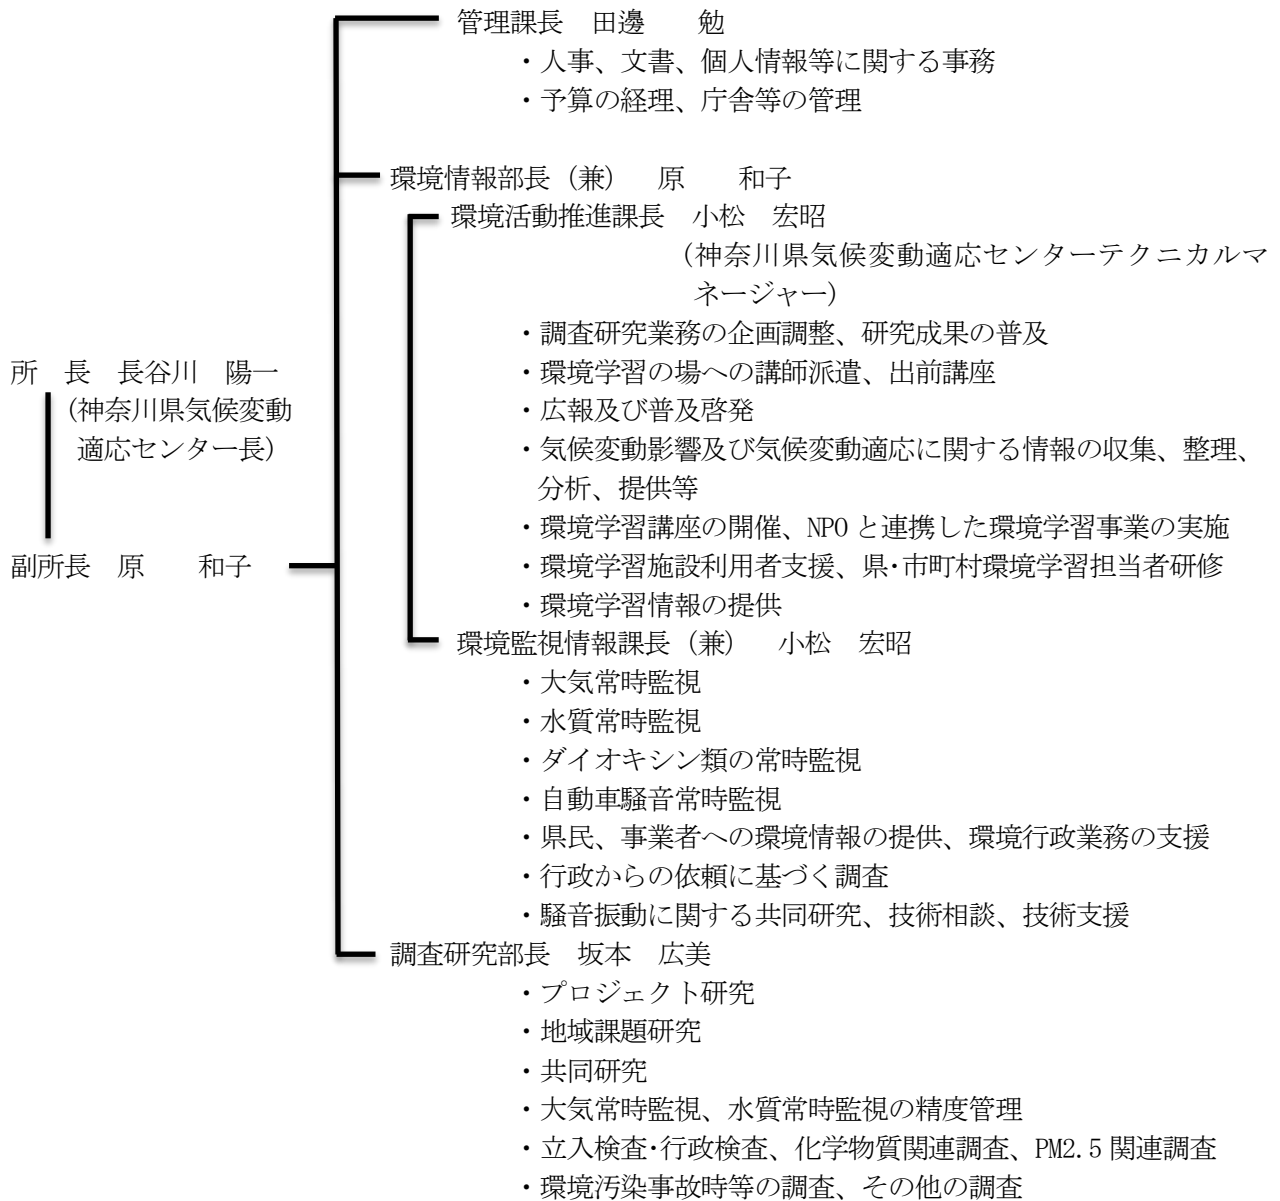 管理課長　田邊　　勉
・人事、文書、個人情報等に関する事務
・予算の経理、庁舎等の管理
環境情報部長（兼）　原　　和子
環境活動推進課長　小松　宏昭
（神奈川県気候変動適応センターテクニカルマ
ネージャー）
・調査研究業務の企画調整、研究成果の普及
・環境学習の場への講師派遣、出前講座
・広報及び普及啓発
・気候変動影響及び気候変動適応に関する情報の収集、整理、
分析、提供等
・環境学習講座の開催、NPOと連携した環境学習事業の実施
・環境学習施設利用者支援、県･市町村環境学習担当者研修
・環境学習情報の提供
環境監視情報課長（兼）　小松　宏昭
・大気常時監視
・水質常時監視
・ダイオキシン類の常時監視
・自動車騒音常時監視
・県民、事業者への環境情報の提供、環境行政業務の支援
・行政からの依頼に基づく調査
・騒音振動に関する共同研究、技術相談、技術支援
調査研究部長　坂本　広美
・プロジェクト研究
・地域課題研究
・共同研究
・大気常時監視、水質常時監視の精度管理
・立入検査･行政検査、化学物質関連調査、PM2.5関連調査
・環境汚染事故時等の調査、その他の調査
所　長　長谷川　陽一
（神奈川県気候変動
適応センター長）
副所長　原　　和子